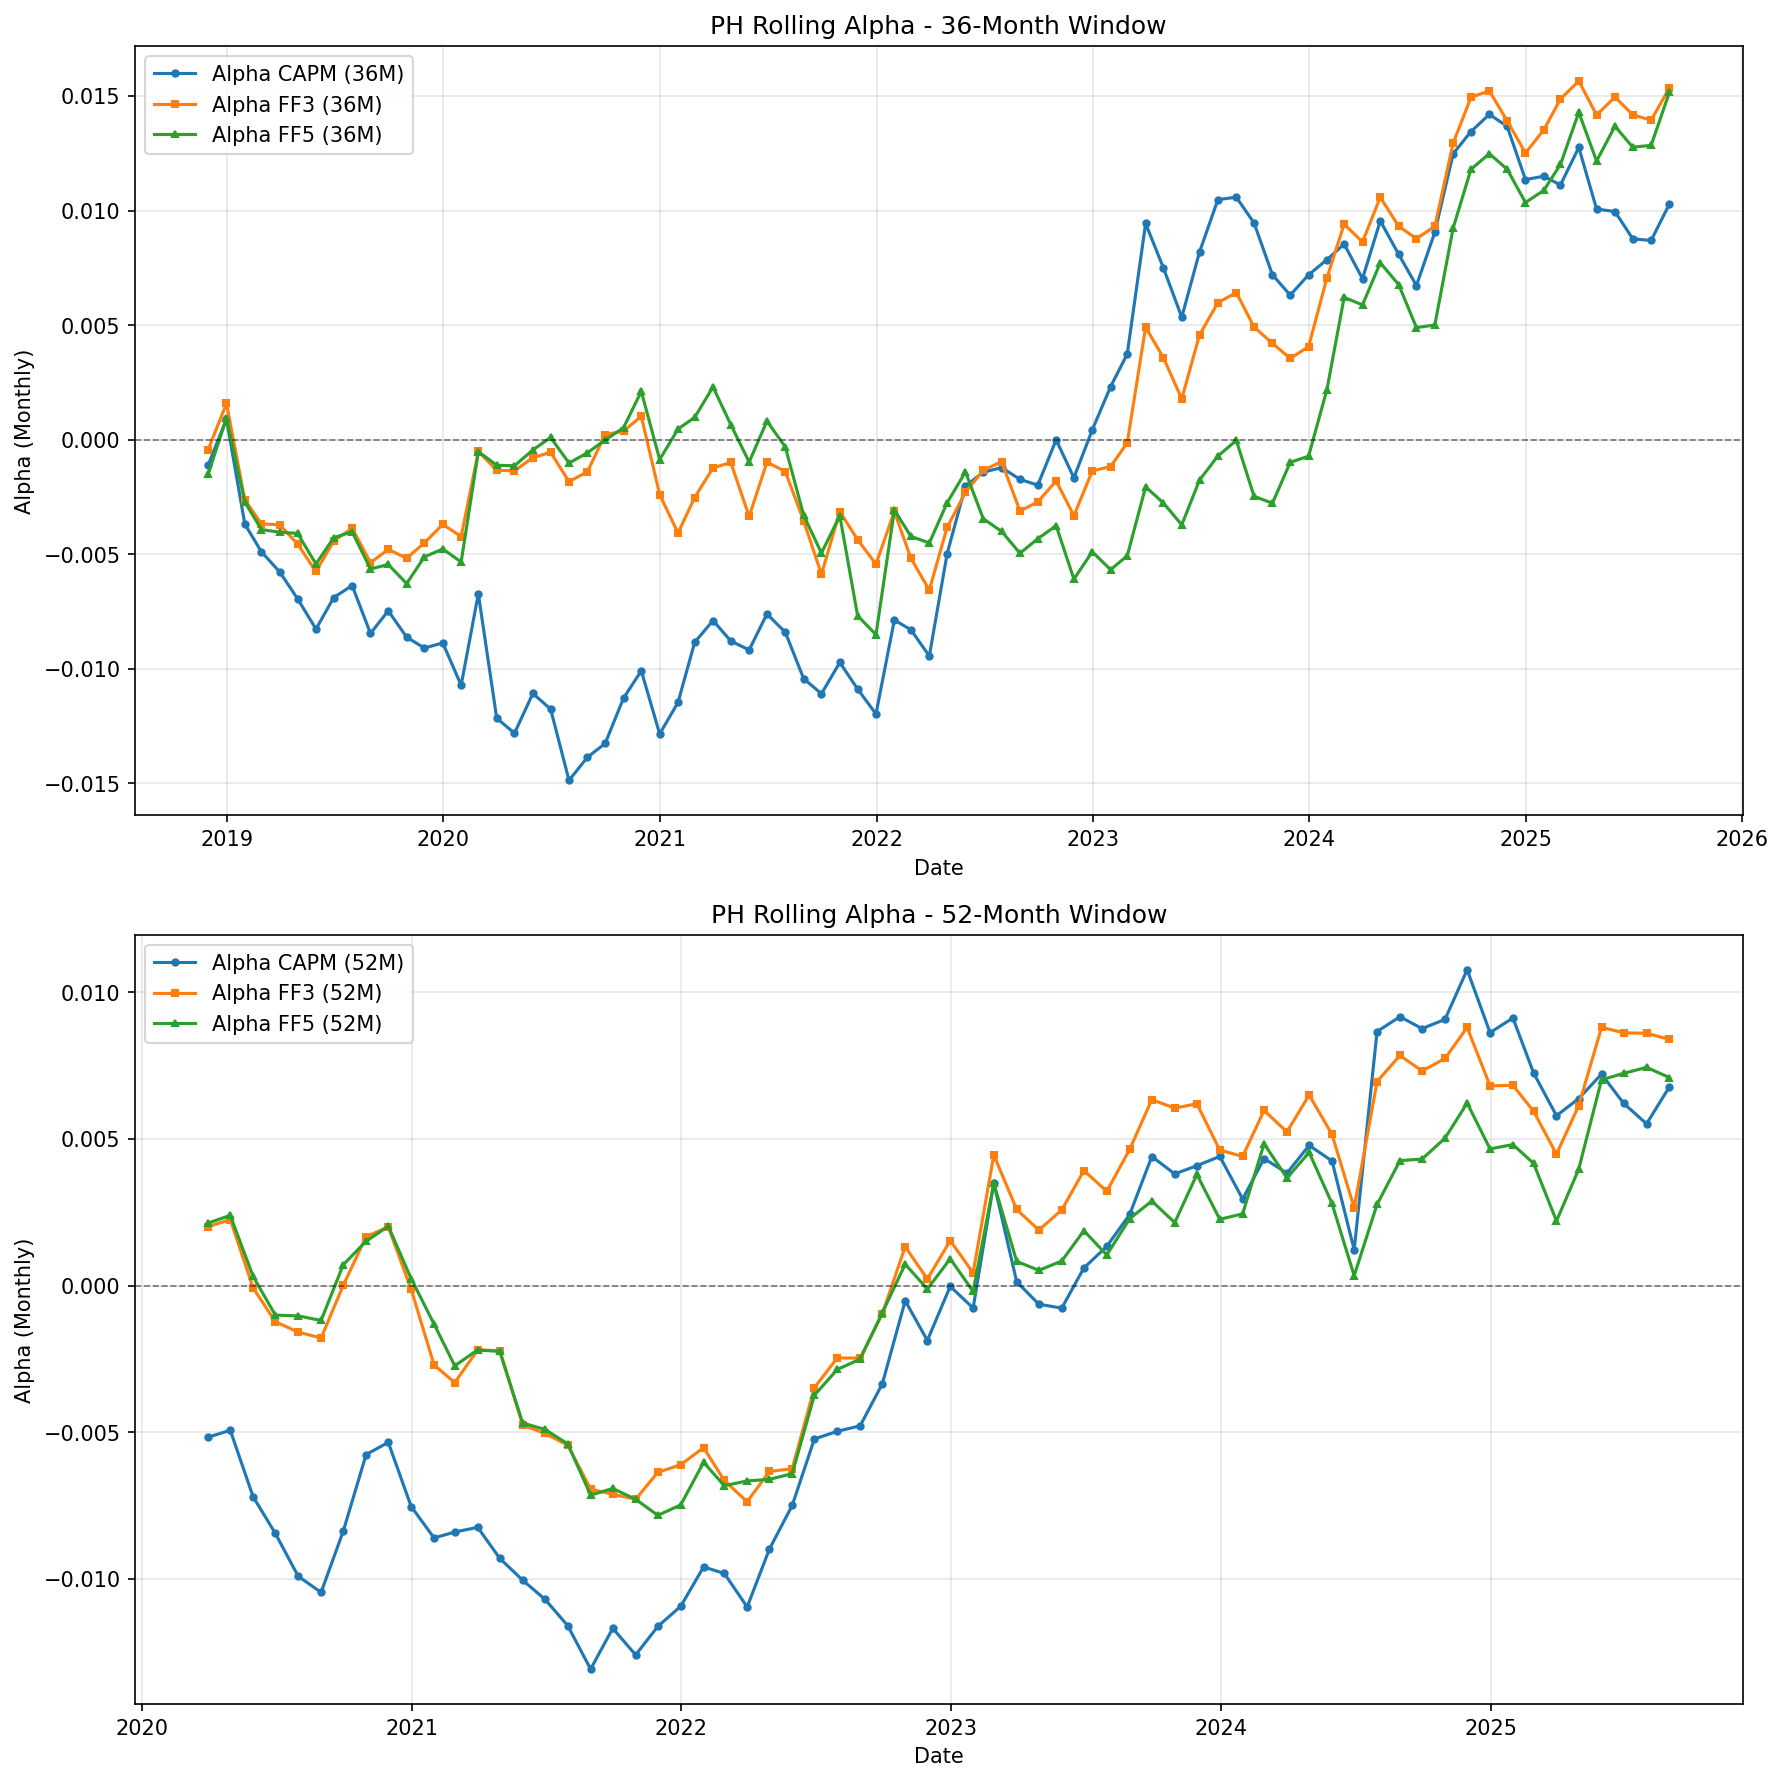 PH Rolling Alpha - 36-Month Window
Alpha CAPM (36M)
Alpha FF3 (36M)
Alpha FF5 (36M)
Alpha (Monthly)
0.015
0.010
0.005
0.000
−0.005
−0.010
−0.015
2019 2020 2021 2022 2023 2024 2025 2026
Date
PH Rolling Alpha - 52-Month Window
Alpha CAPM (52M)
Alpha FF3 (52M)
Alpha FF5 (52M)
Alpha (Monthly)
0.010
0.005
0.000
−0.005
−0.010
2020 2021 2022 2023 2024 2025
Date